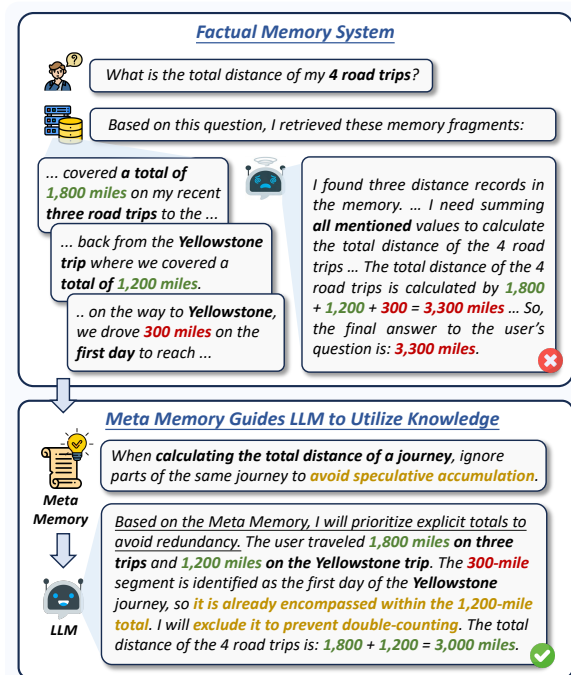 Factual Memory System
What is the total distance of my 4 road trips?
Based on this question, I retrieved these memory fragments:
... covered a total of
1,800 miles on my recent
three road trips to the ...
... back from the Yellowstone
trip where we covered a
total of 1,200 miles.
.. on the way to Yellowstone,
we drove 300 miles on the
first day to reach ...
I found three distance records in
the memory. ... I need summing
all mentioned values to calculate
the total distance of the 4 road
trips ... The total distance of the 4
road trips is calculated by 1,800
+ 1,200 + 300 = 3,300 miles ... So,
the final answer to the user's
question is: 3,300 miles.
Meta Memory Guides LLM to Utilize Knowledge
Meta
Memory
When calculating the total distance of a journey, ignore
parts of the same journey to avoid speculative accumulation.
LLM
Based on the Meta Memory, I will prioritize explicit totals to
avoid redundancy. The user traveled 1,800 miles on three
trips and 1,200 miles on the Yellowstone trip. The 300-mile
segment is identified as the first day of the Yellowstone
journey, so it is already encompassed within the 1,200-mile
total. I will exclude it to prevent double-counting. The total
distance of the 4 road trips is: 1,800 + 1,200 = 3,000 miles.